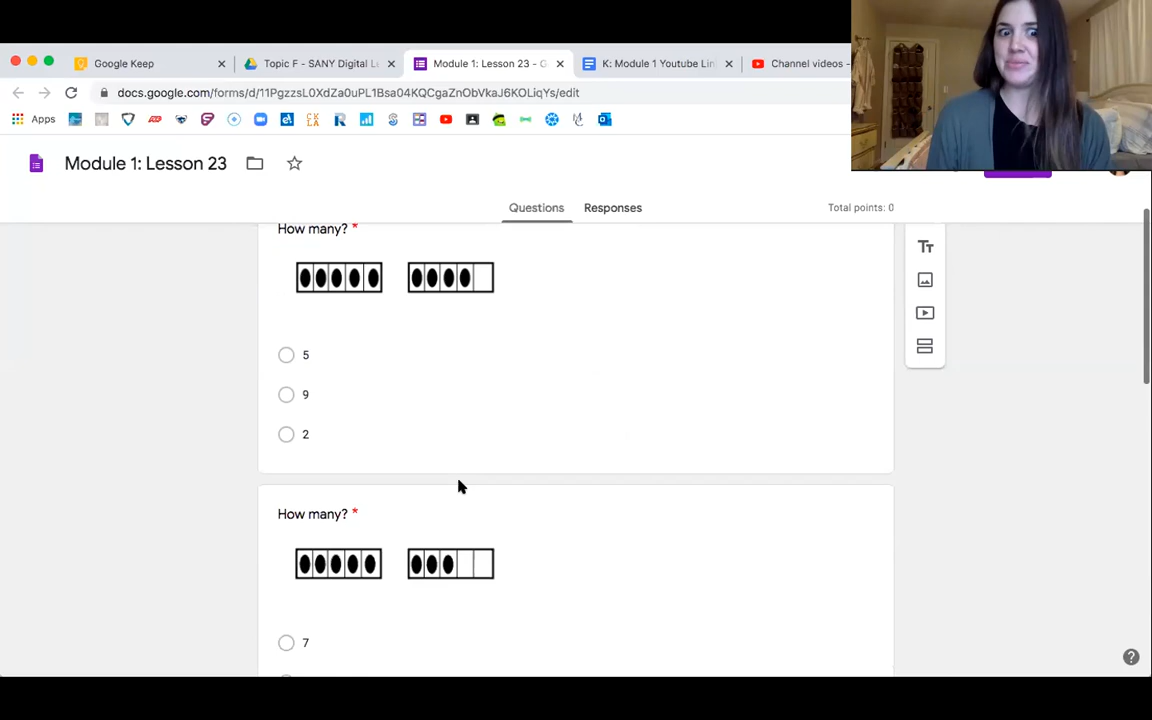 Google Keep
Topic F - SANY Digital Le
Module 1: Lesson 23 - G
K: Module 1 Youtube Lin
Channel videos -
docs.google.com/forms/d/11PgzzsL0XdZa0uPL1Bsa04KQCgaZnObVkaJ6KOLiqYs/edit
Apps
Module 1: Lesson 23
Questions Responses Total points: 0
How many? *
5
9
2
How many? *
7